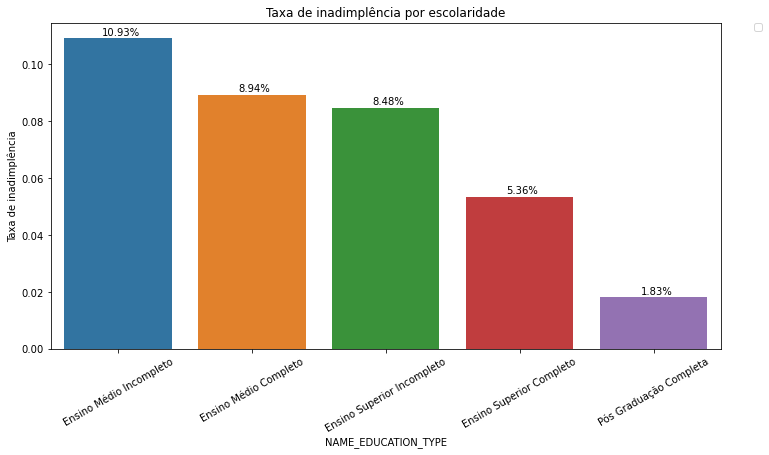 Taxa de inadimplência por escolaridade
10.93%
8.94%
8.48%
5.36%
1.83%
0.10
0.08
0.06
0.04
0.02
0.00
Taxa de inadimplência
Ensino Médio Incompleto
Ensino Médio Completo
Ensino Superior Incompleto
Ensino Superior Completo
Pós Graduação Completa
NAME_EDUCATION_TYPE